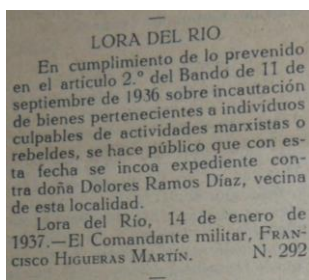 LORA DEL RIO
En cumplimiento de lo prevenido
en el artículo 2.º del Bando de 11 de
septiembre de 1936 sobre incautación
de bienes pertenecientes a indivíduos
culpables de actividades marxistas o
rebeldes, se hace público que con es-
ta fecha se incoa expediente con-
tra doña Dolores Ramos Díaz, vecina
de esta localidad.
Lora del Río, 14 de enero de
1937.—El Comandante militar, FRAN-
CISCO HIGUERAS MARTÍN. N. 292